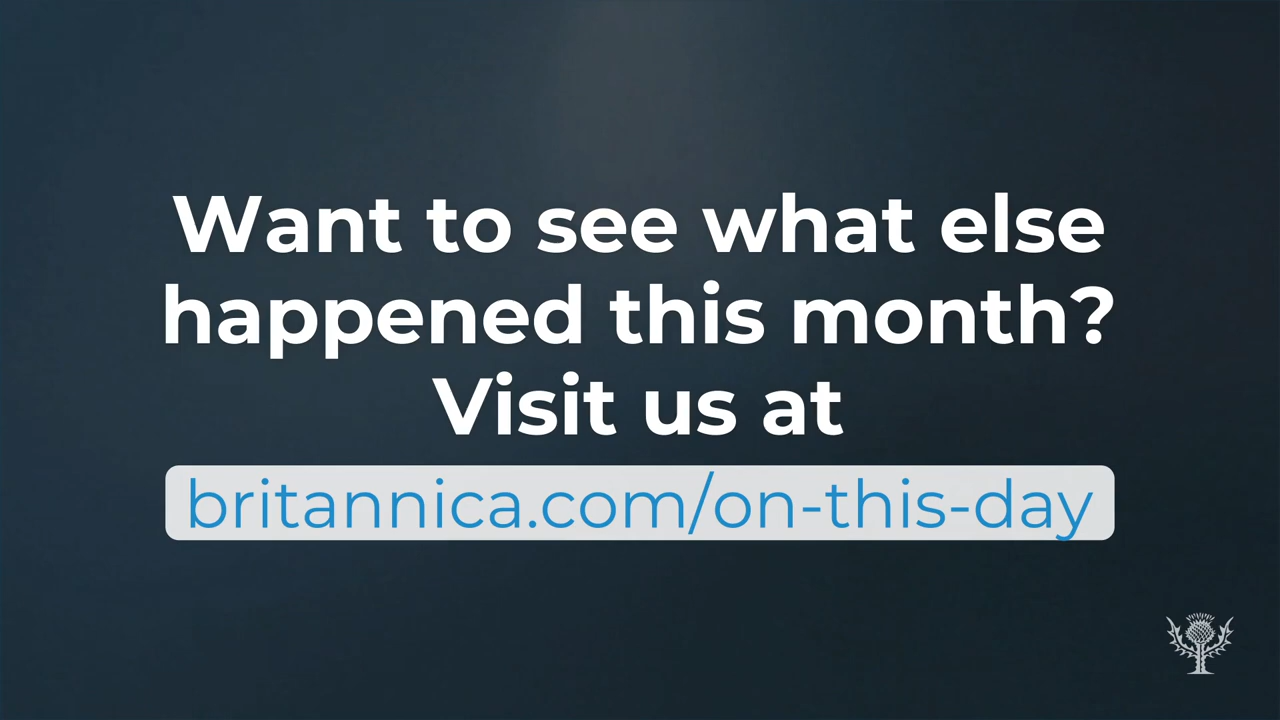 Want to see what else
happened this month?
Visit us at
britannica.com/on-this-day